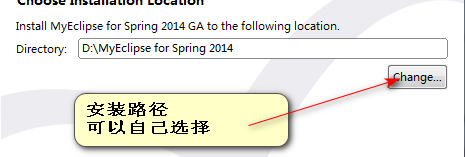 Choose Installation Location
Install MyEclipse for Spring 2014 GA to the following location.
Directory: D:\MyEclipse for Spring 2014
Change...
安装路径
可以自己选择